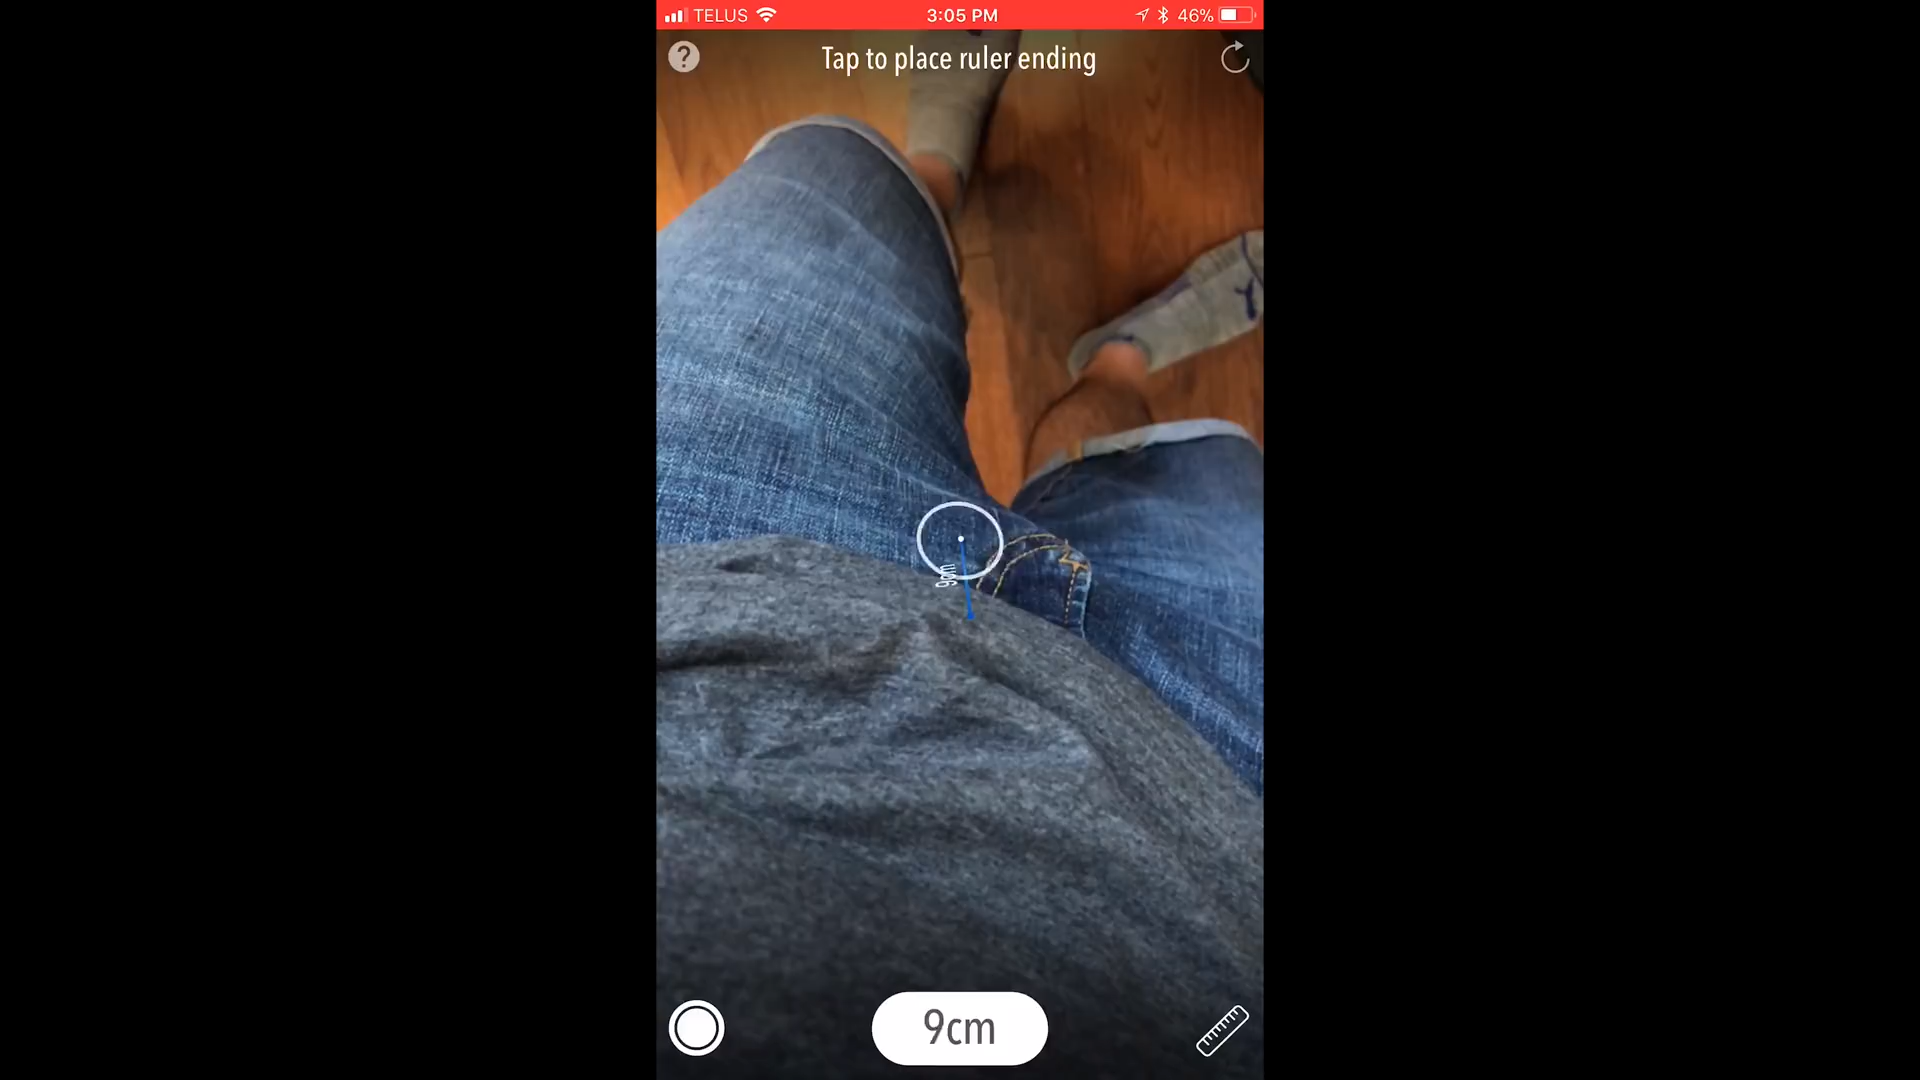 TELUS 3:05 PM 46%
? Tap to place ruler ending
9cm
9cm